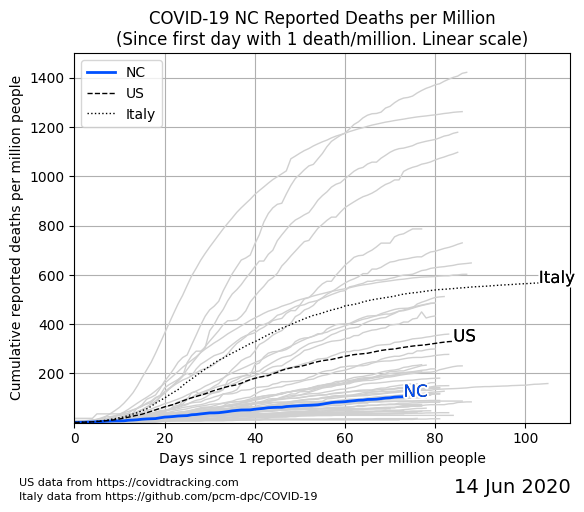 COVID-19 NC Reported Deaths per Million
(Since first day with 1 death/million. Linear scale)
NC
US
Italy
Cumulative reported deaths per million people
1400
1200
1000
800
600
400
200
Italy
US
NC
0
20
40
60
80
100
Days since 1 reported death per million people
US data from https://covidtracking.com
Italy data from https://github.com/pcm-dpc/COVID-19
14 Jun 2020